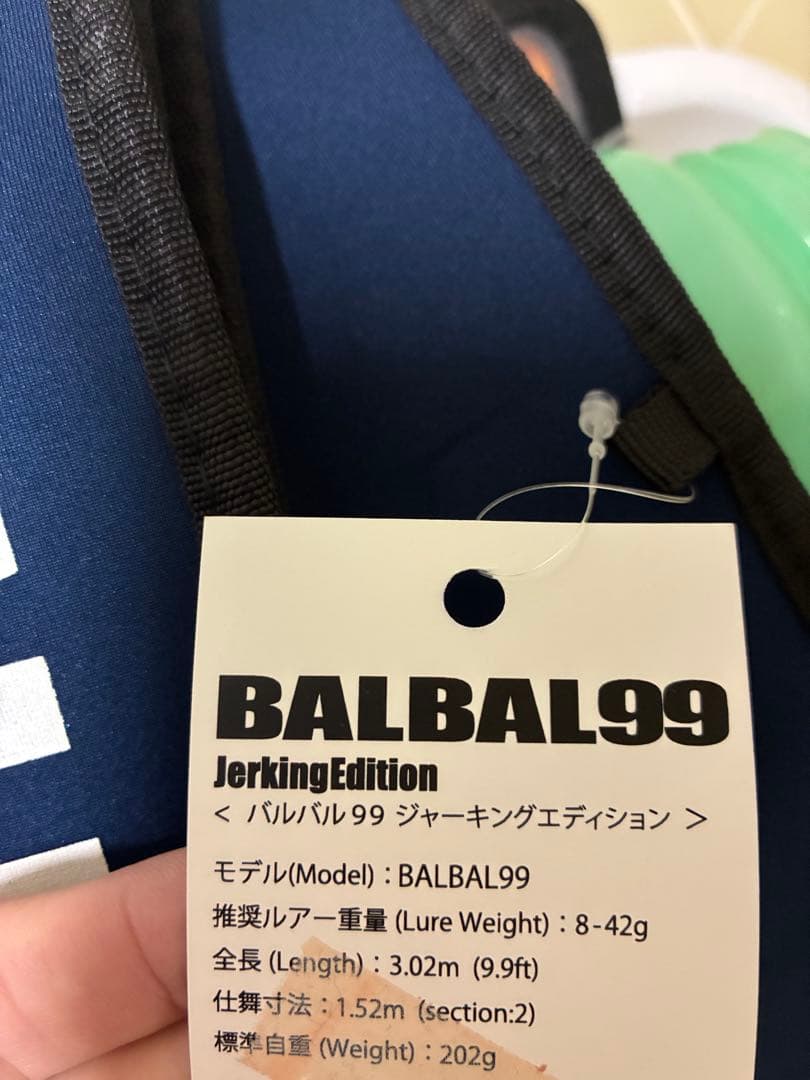 BALBAL99
JerkingEdition
< バルバル99 ジャーキングエディション >
モデル(Model)：BALBAL99
推奨ルアー重量 (Lure Weight)：8-42g
全長 (Length)：3.02m (9.9ft)
仕舞寸法：1.52m (section:2)
標準自重 (Weight)：202g